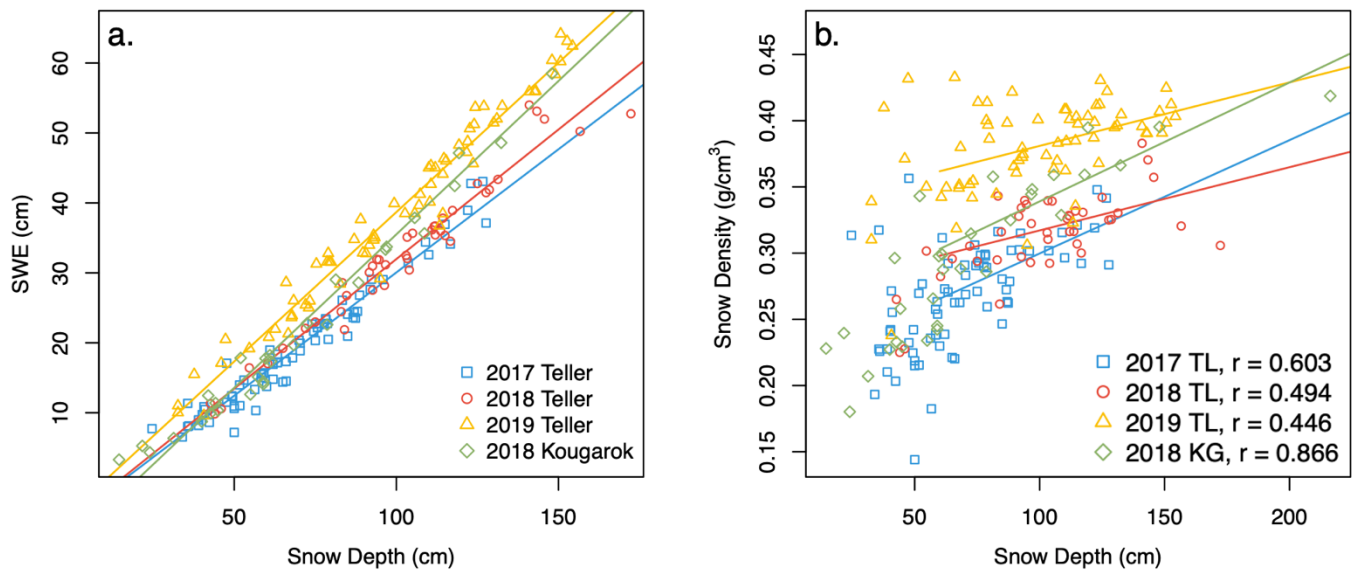 a.
60
50
40
30
20
10
SWE (cm)
50
100
150
Snow Depth (cm)
2017 Teller
2018 Teller
2019 Teller
2018 Kougarok
b.
0.45
0.40
0.35
0.30
0.25
0.20
0.15
Snow Density (g/cm³)
50
100
150
200
Snow Depth (cm)
2017 TL, r = 0.603
2018 TL, r = 0.494
2019 TL, r = 0.446
2018 KG, r = 0.866